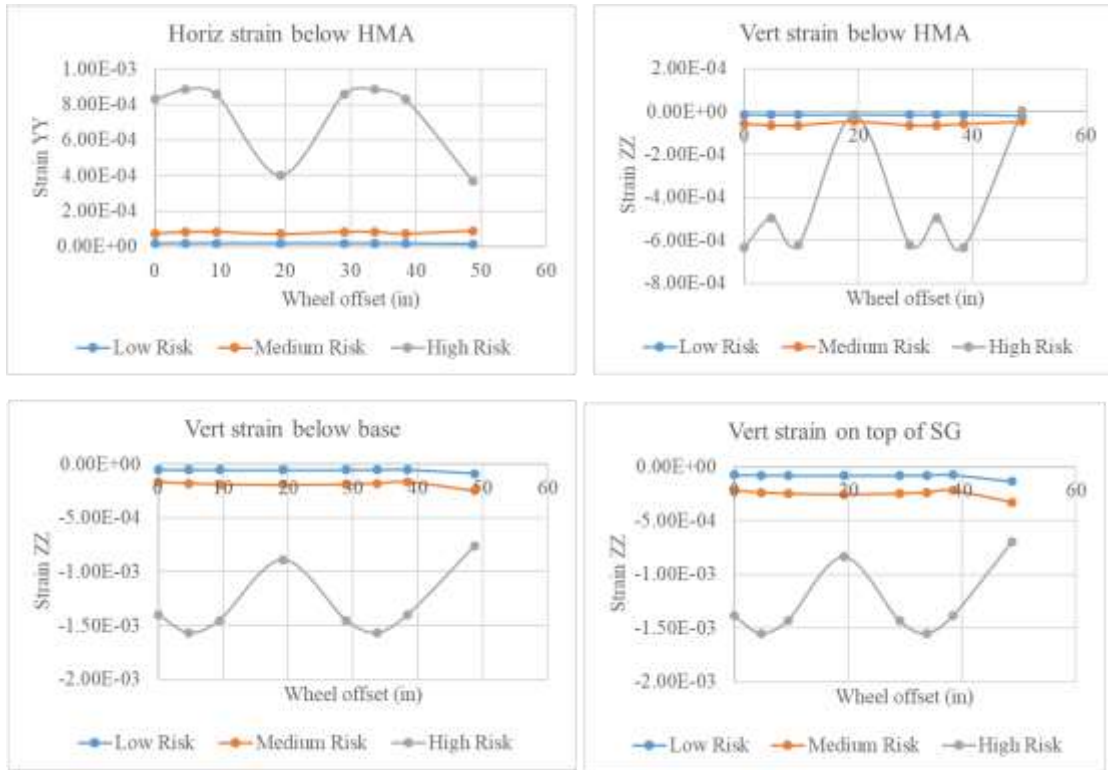 Horiz strain below HMA
1.00E-03
8.00E-04
6.00E-04
4.00E-04
2.00E-04
0.00E+00
Strain YY
0 10 20 30 40 50 60
Wheel offset (in)
Low Risk Medium Risk High Risk
Vert strain below HMA
2.00E-04
0.00E+00
-2.00E-04
-4.00E-04
-6.00E-04
-8.00E-04
Strain ZZ
0 20 40 60
Wheel offset (in)
Low Risk Medium Risk High Risk
Vert strain below base
0.00E+00
-5.00E-04
-1.00E-03
-1.50E-03
-2.00E-03
Strain ZZ
0 10 20 30 40 50 60
Wheel offset (in)
Low Risk Medium Risk High Risk
Vert strain on top of SG
0.00E+00
-5.00E-04
-1.00E-03
-1.50E-03
-2.00E-03
Strain ZZ
0 20 40 60
Wheel offset (in)
Low Risk Medium Risk High Risk